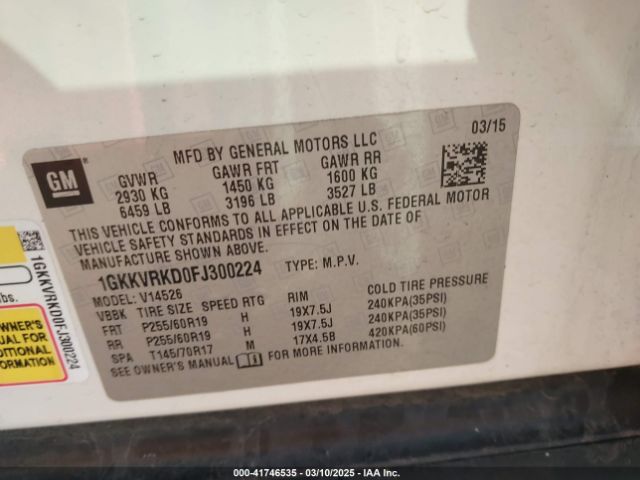 MFD BY GENERAL MOTORS LLC
03/15
GM
GVWR GAWR FRT GAWR RR
2930 KG 1450 KG 1600 KG
6459 LB 3196 LB 3527 LB
THIS VEHICLE CONFORMS TO ALL APPLICABLE U.S. FEDERAL MOTOR
VEHICLE SAFETY STANDARDS IN EFFECT ON THE DATE OF
MANUFACTURE SHOWN ABOVE.
1GKKVRKD0FJ300224 TYPE: M.P.V.
MODEL: V14526
VBBK TIRE SIZE SPEED RTG RIM COLD TIRE PRESSURE
FRT P255/60R19 H 19X7.5J 240KPA(35PSI)
RR P255/60R19 H 19X7.5J 240KPA(35PSI)
SPA T145/70R17 M 17X4.5B 420KPA(60PSI)
SEE OWNER'S MANUAL FOR MORE INFORMATION.
1GKKVRKD0FJ300224
lbs.
OWNER'S
UAL FOR
DITIONAL
RMATION
000-41746535 - 03/10/2025 - IAA Inc.